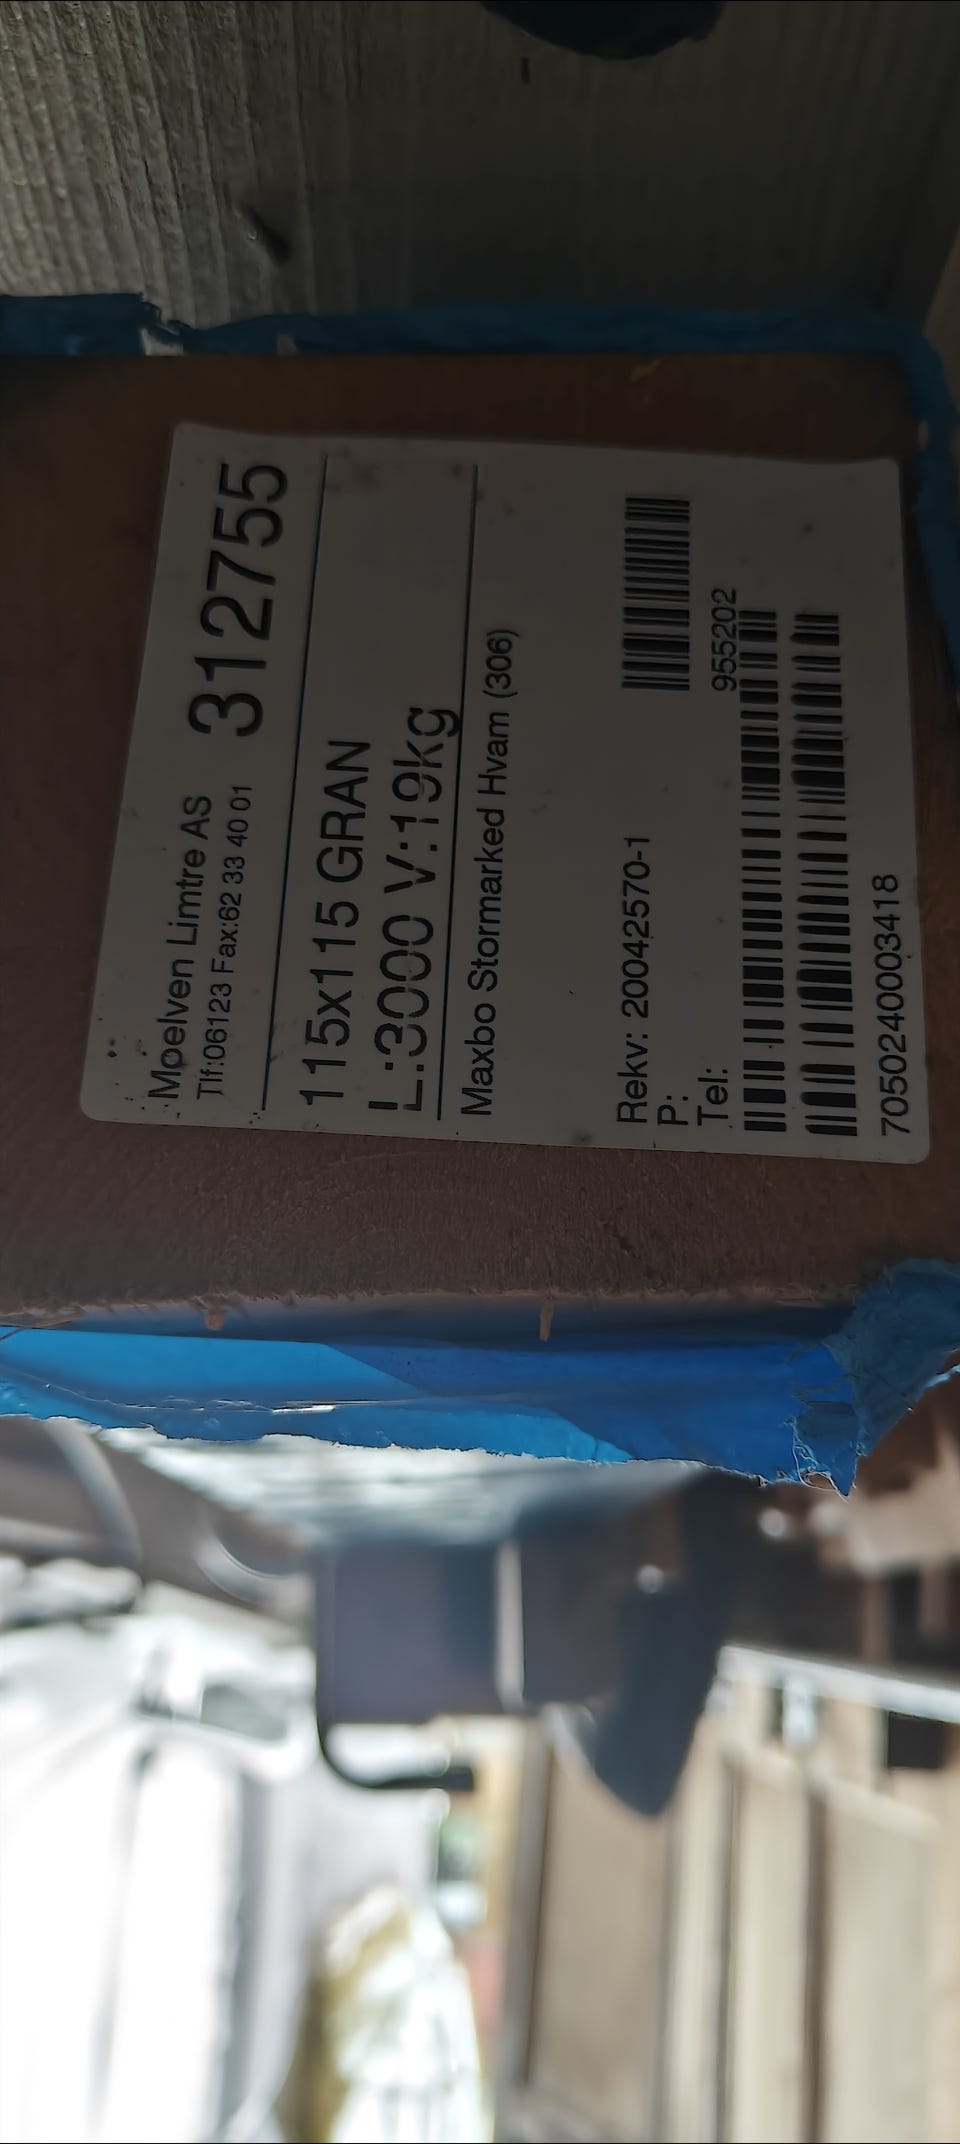 Moelven Limtre AS 312755
Tlf:06123 Fax:62 33 40 01
115x115 GRAN
L:3000 V:19kg
Maxbo Stormarked Hvam (306)
Rekv: 20042570-1
P:
Tel:
955202
7050240003418